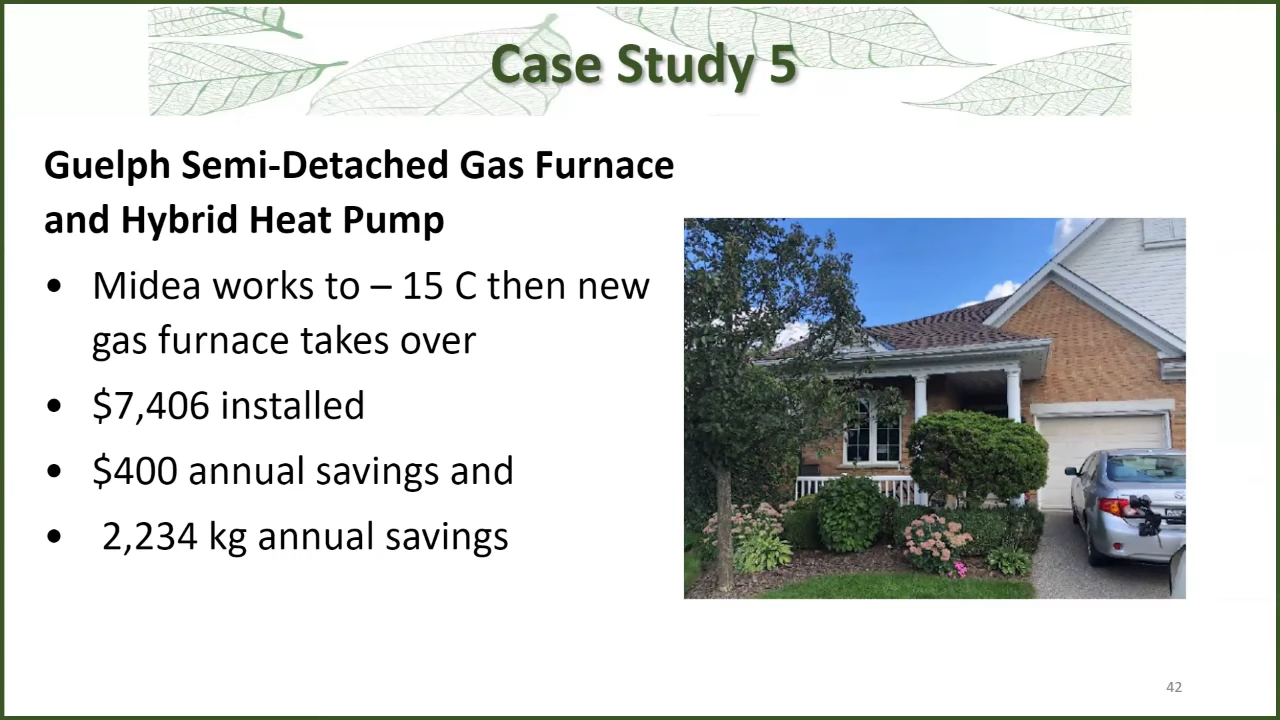 Case Study 5
Guelph Semi-Detached Gas Furnace
and Hybrid Heat Pump
• Midea works to – 15 C then new
gas furnace takes over
• $7,406 installed
• $400 annual savings and
• 2,234 kg annual savings
42